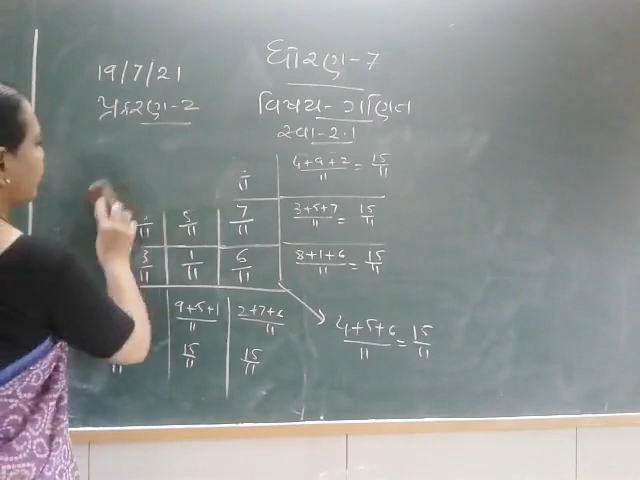 ધોરણ-7
19/7/21
પ્રકરણ-2 વિષય-ગણિત
સ્વા-2.1
4+9+2/11 = 15/11
5/11 7/11 3+5+7/11 = 15/11
3/11 1/11 6/11 8+1+6/11 = 15/11
9+5+1/11 2+7+6/11
4+5+6/11 = 15/11
15/11 15/11